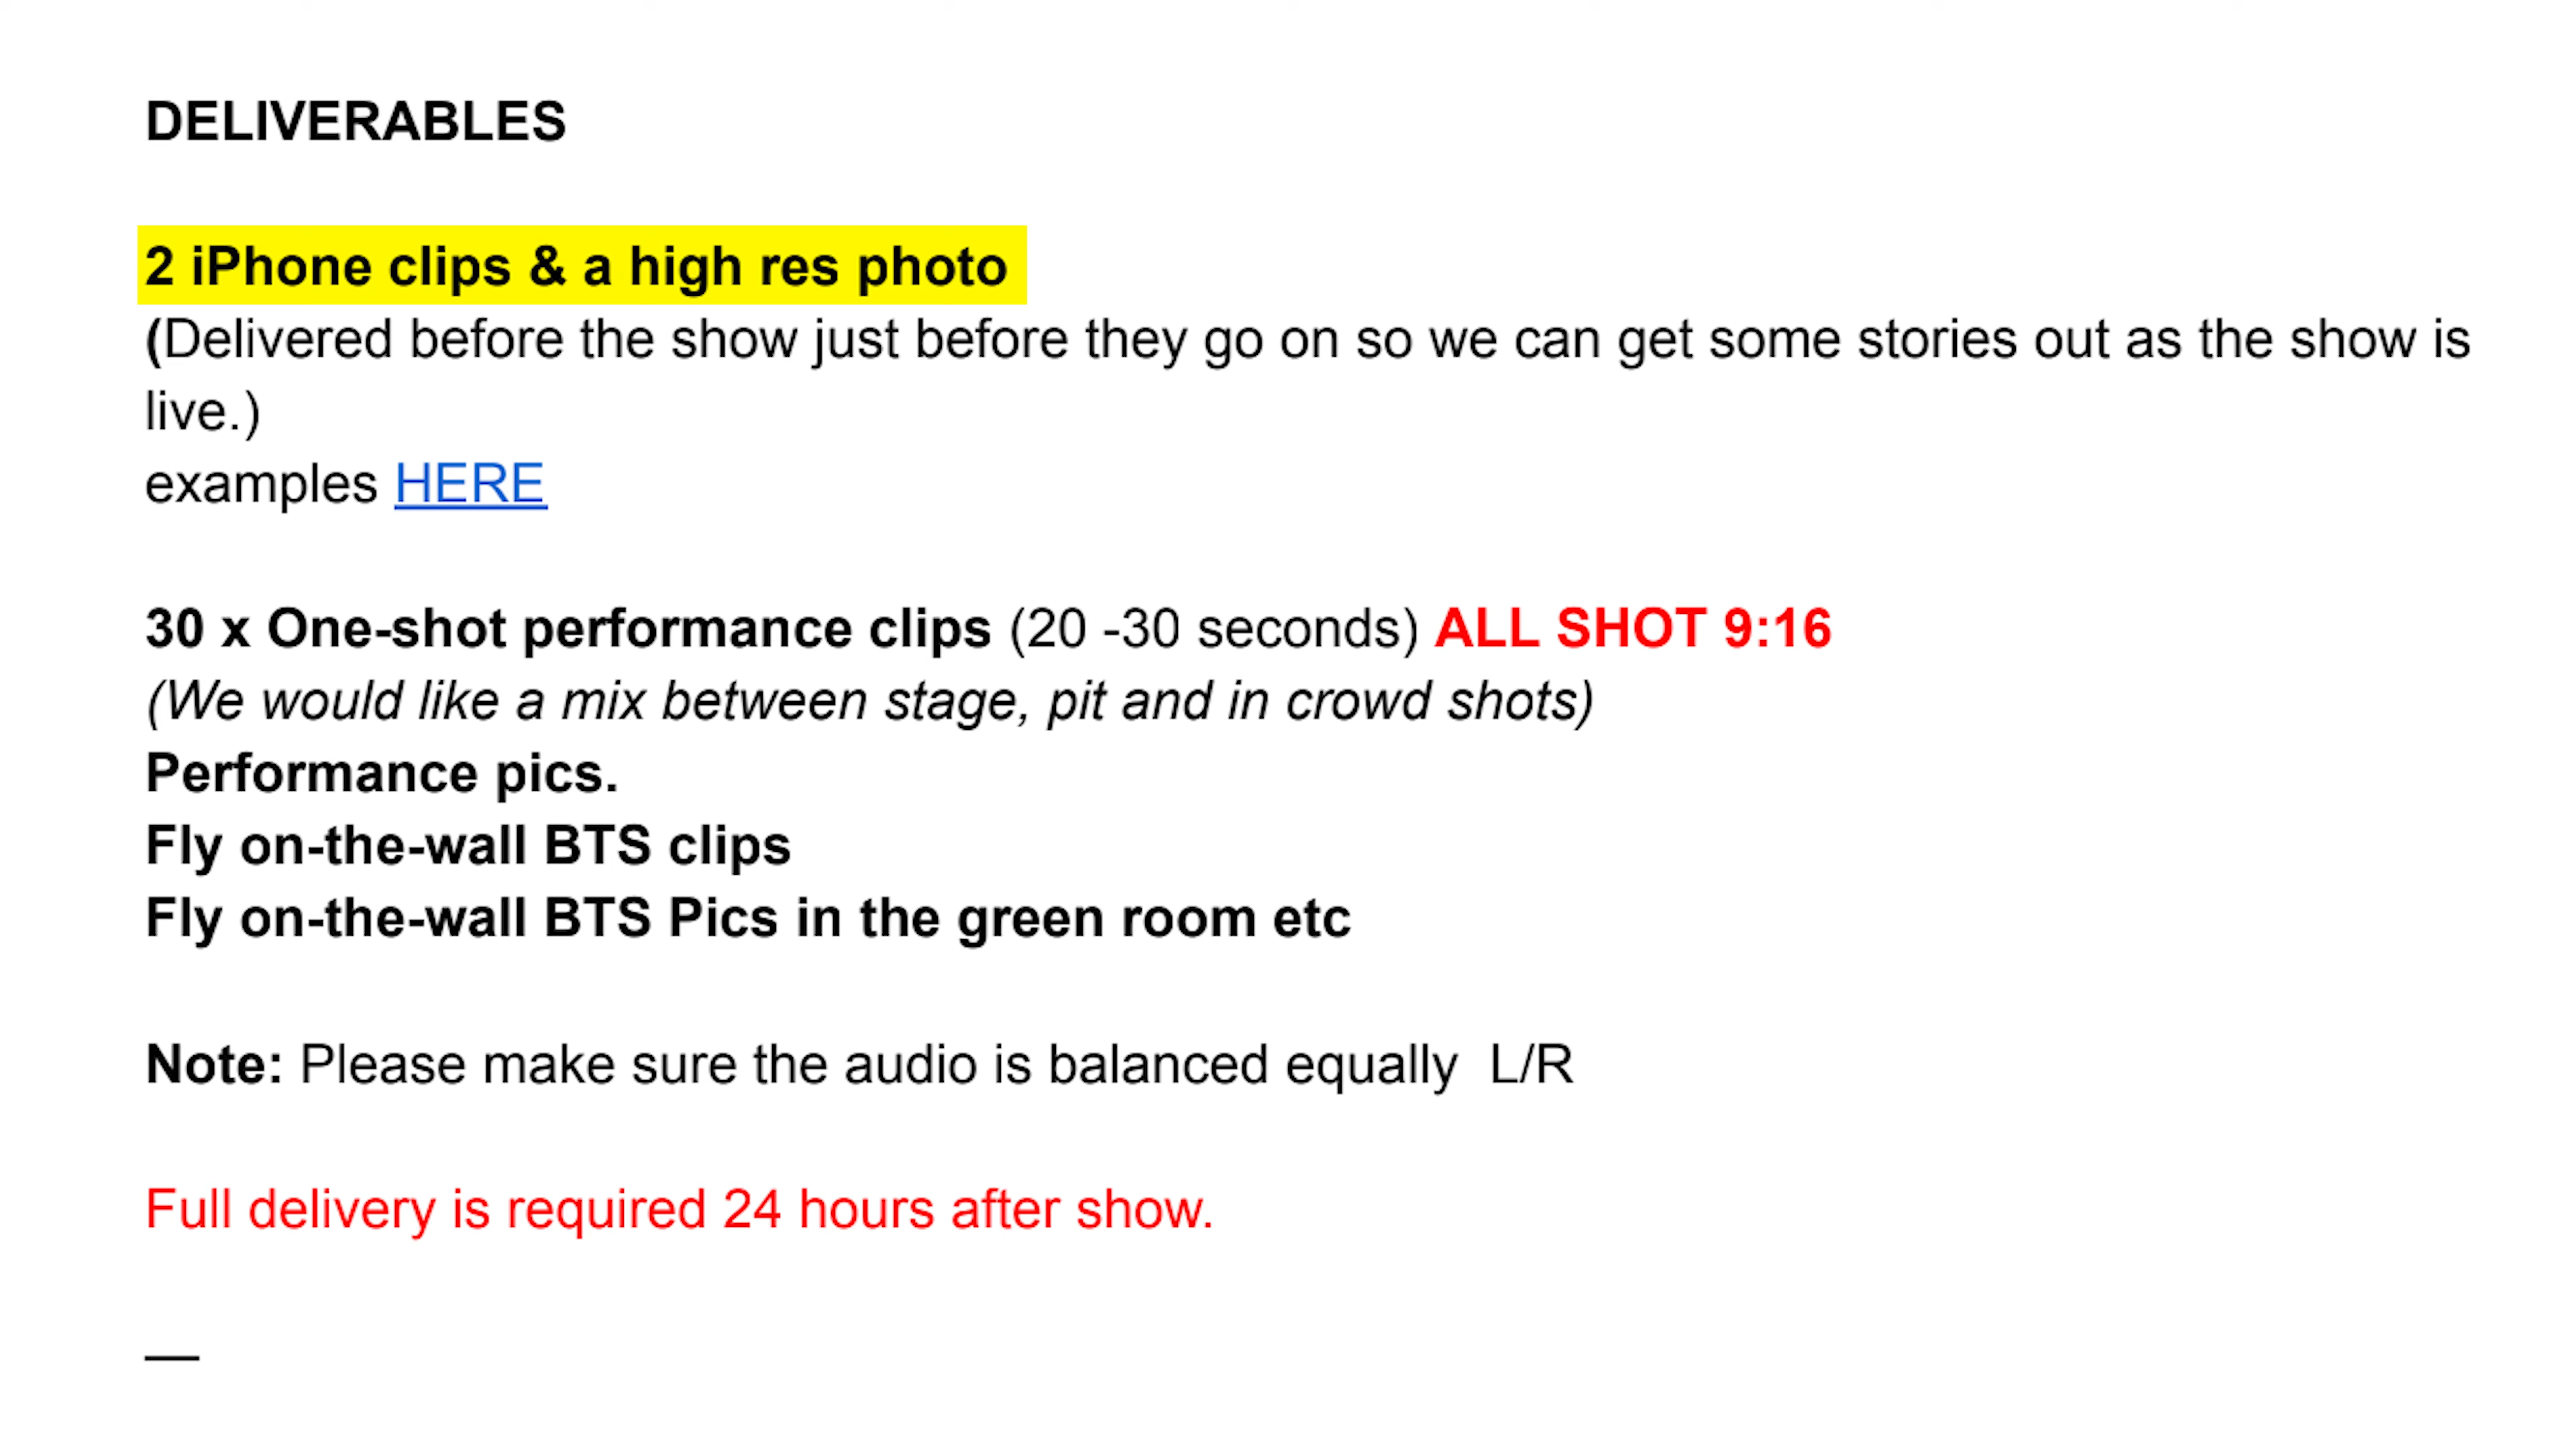 DELIVERABLES
2 iPhone clips & a high res photo
(Delivered before the show just before they go on so we can get some stories out as the show is
live.)
examples HERE
30 x One-shot performance clips (20 -30 seconds) ALL SHOT 9:16
(We would like a mix between stage, pit and in crowd shots)
Performance pics.
Fly on-the-wall BTS clips
Fly on-the-wall BTS Pics in the green room etc
Note: Please make sure the audio is balanced equally  L/R
Full delivery is required 24 hours after show.
—